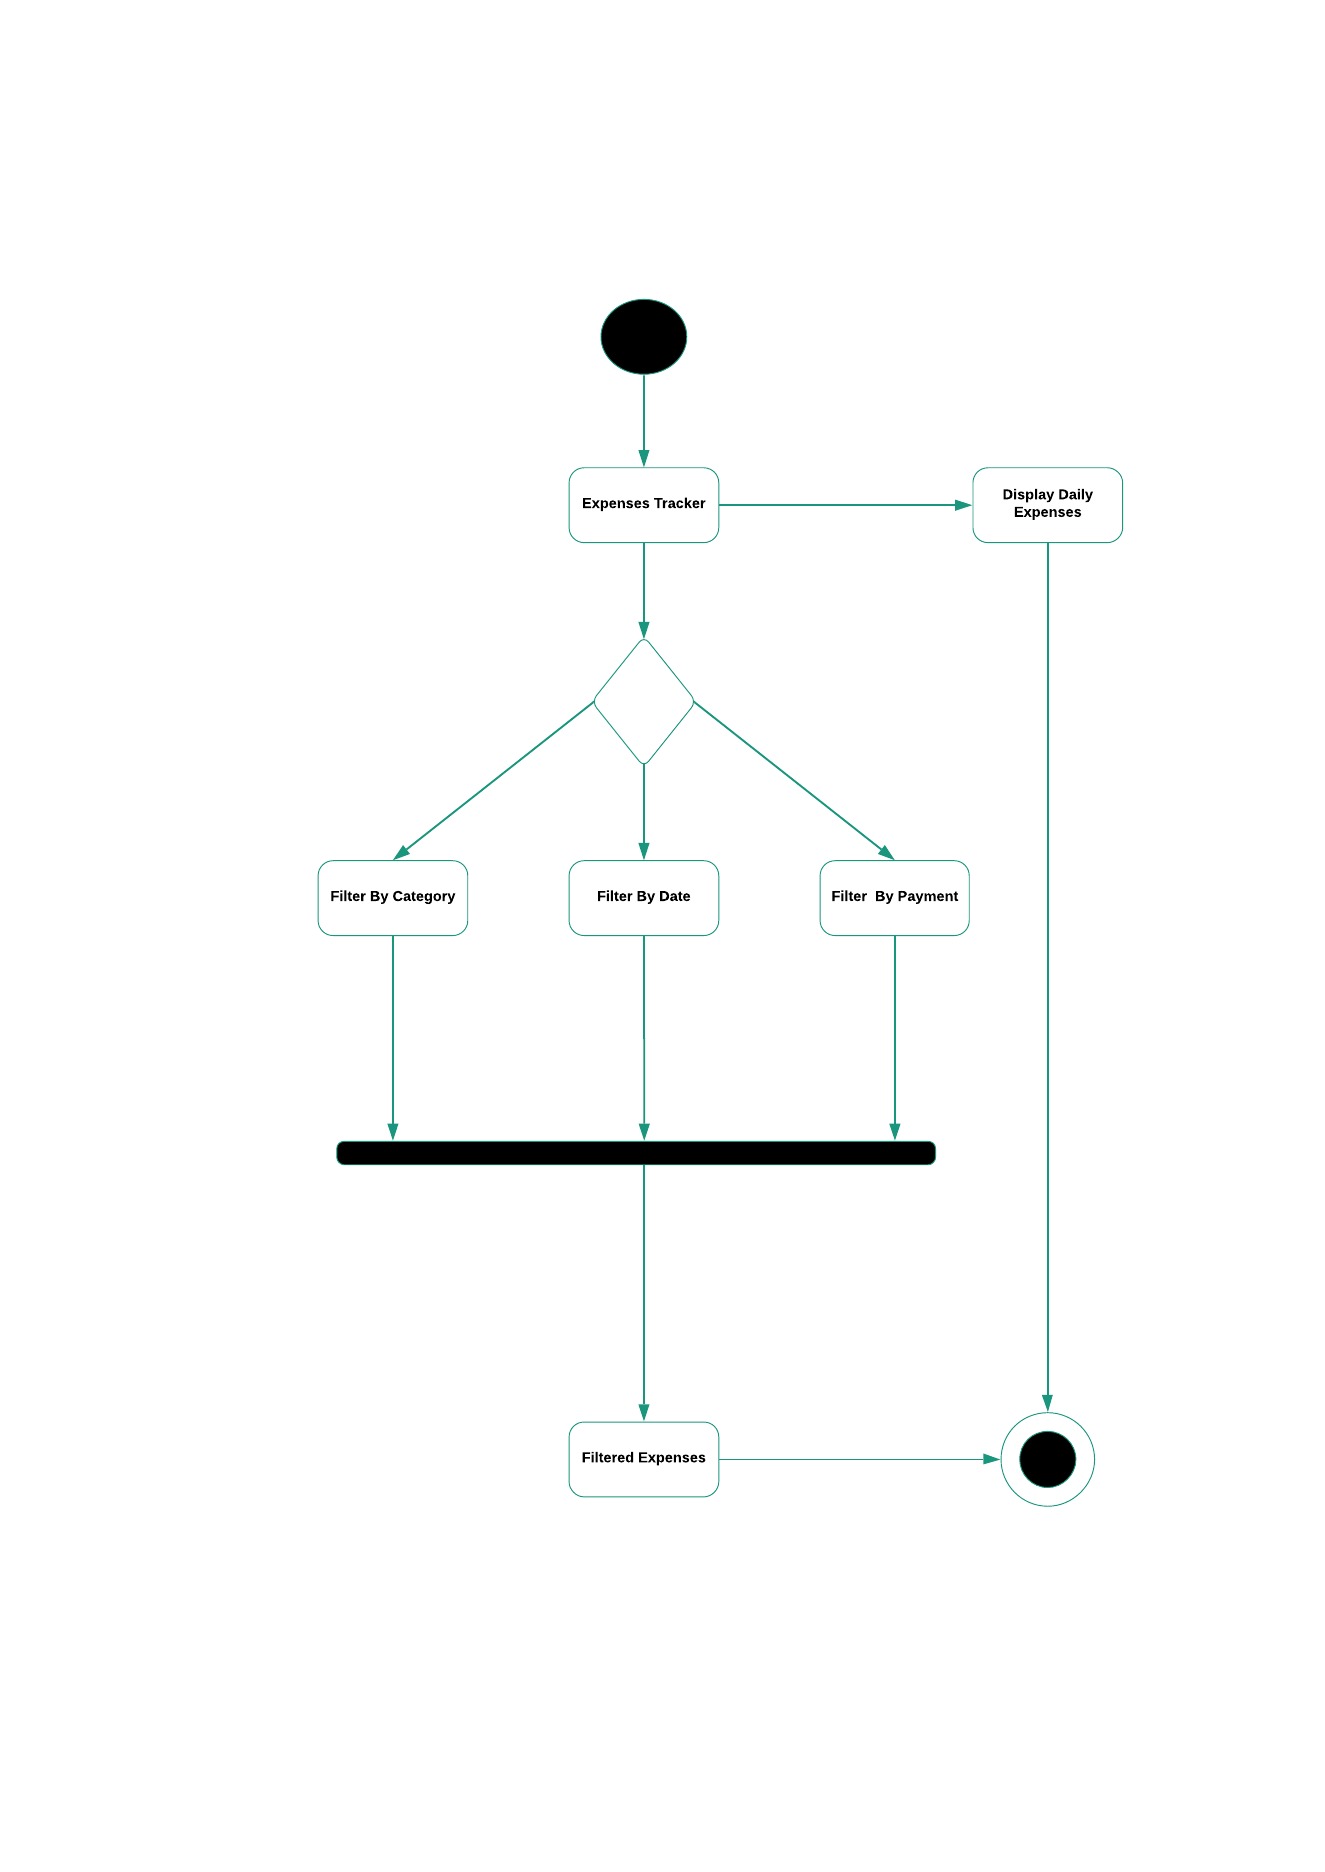 Expenses Tracker
Display Daily
Expenses
Filter By Category
Filter By Date
Filter  By Payment
Filtered Expenses